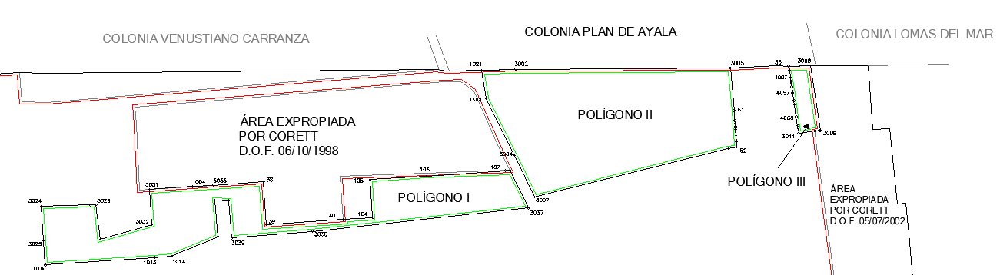 COLONIA VENUSTIANO CARRANZA
COLONIA PLAN DE AYALA
COLONIA LOMAS DEL MAR
1021
3002
3005
56
3008
4007
4057
4068
3011
3009
51
52
POLÍGONO II
ÁREA EXPROPIADA
POR CORETT
D.O.F. 06/10/1998
3004
107
106
105
3031
1004
3033
38
POLÍGONO III
ÁREA
EXPROPIADA
POR CORETT
D.O.F. 05/07/2002
3007
3037
POLÍGONO I
104
40
39
3038
3039
3024
3029
3032
3025
1016
1015
1014